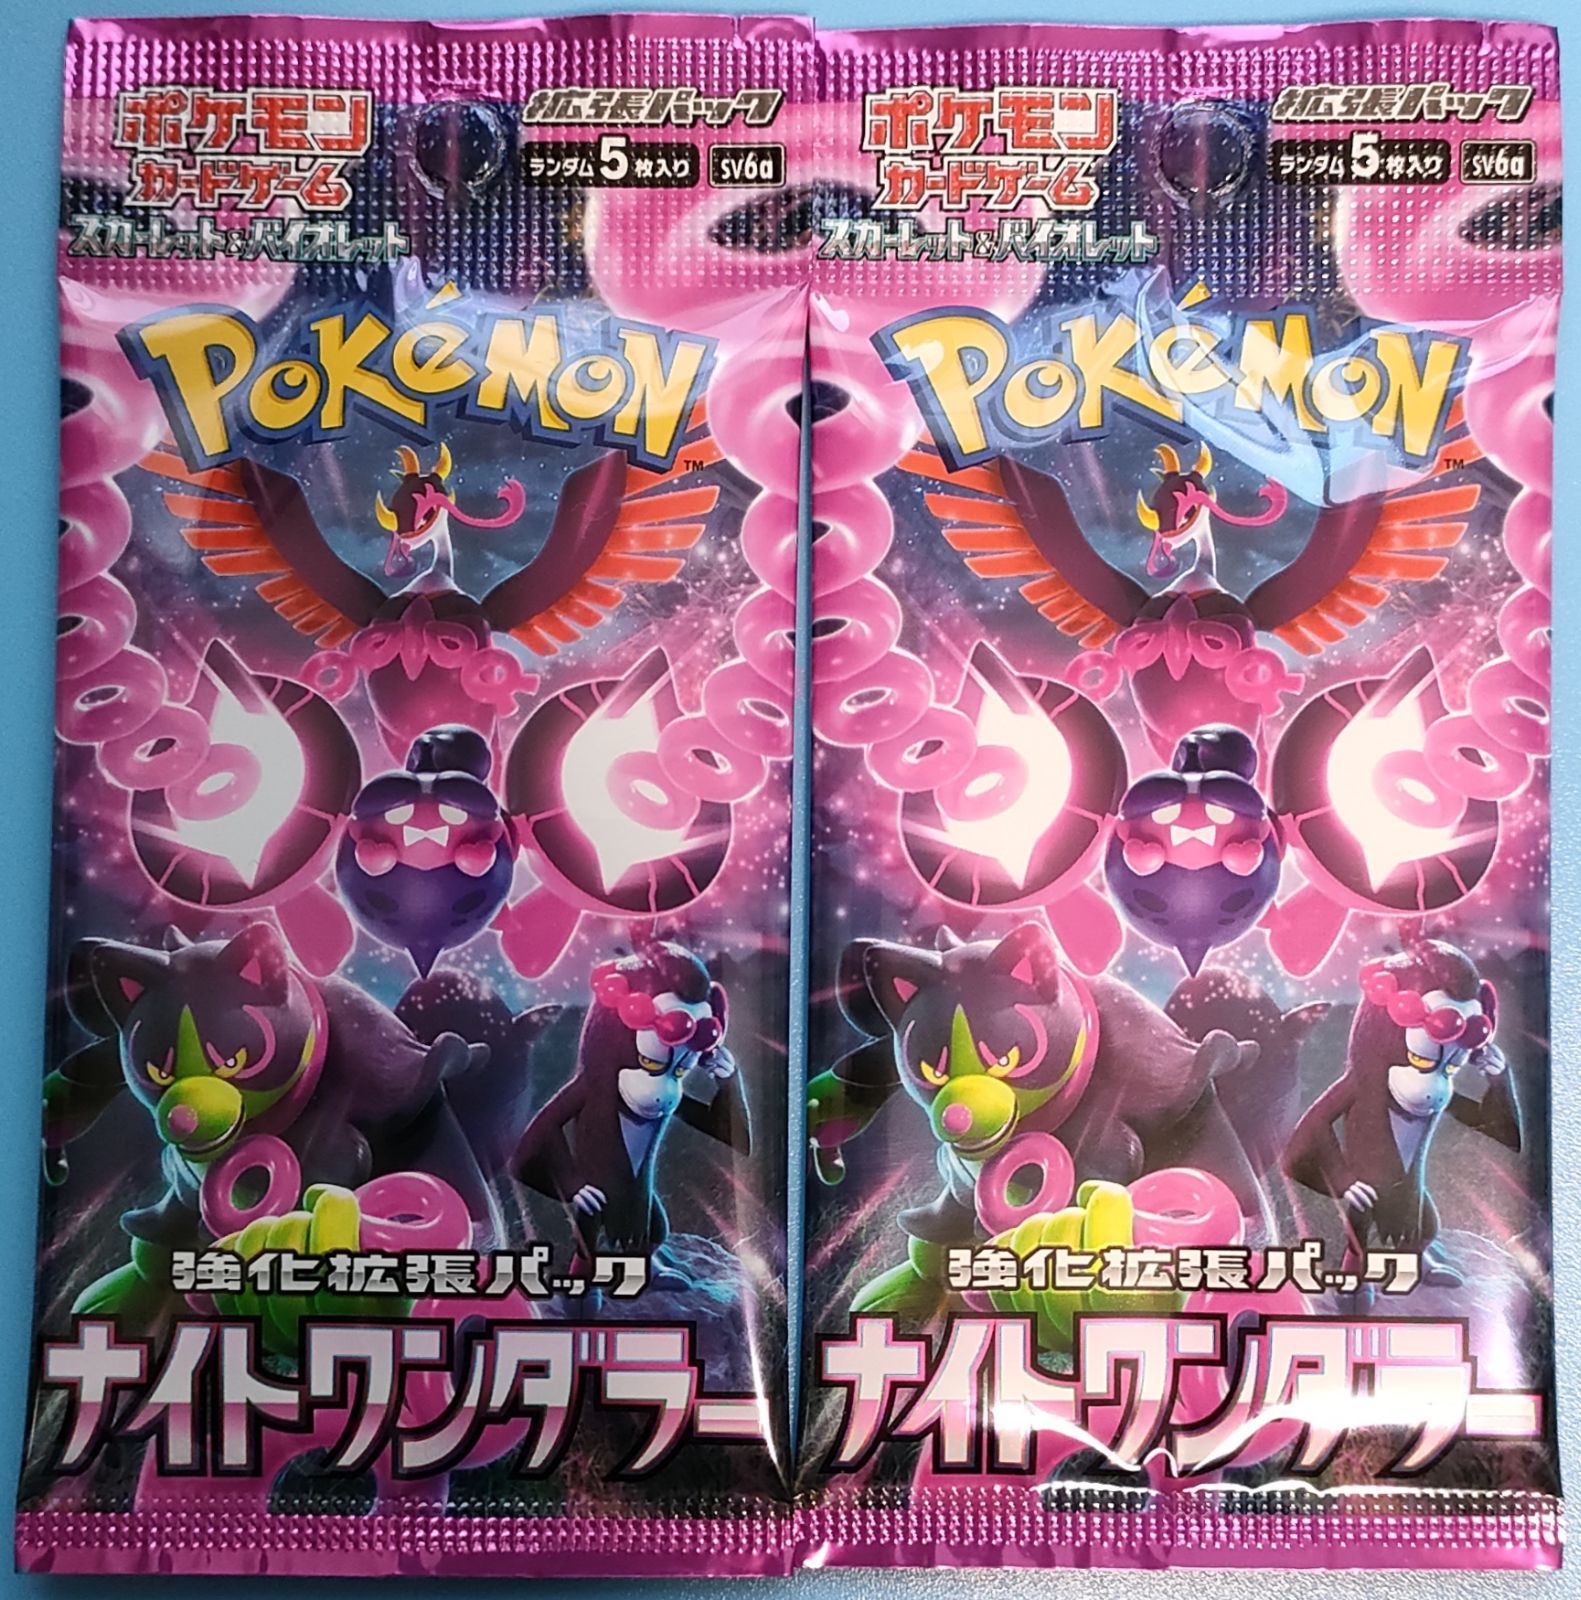 ポケモン
カードゲーム
スカーレット&バイオレット
拡張パック
ランダム5枚入り SV6a
POKéMON
TM
強化拡張パック
ナイトワンダラー
ポケモン
カードゲーム
スカーレット&バイオレット
拡張パック
ランダム5枚入り SV6a
POKéMON
TM
強化拡張パック
ナイトワンダラー